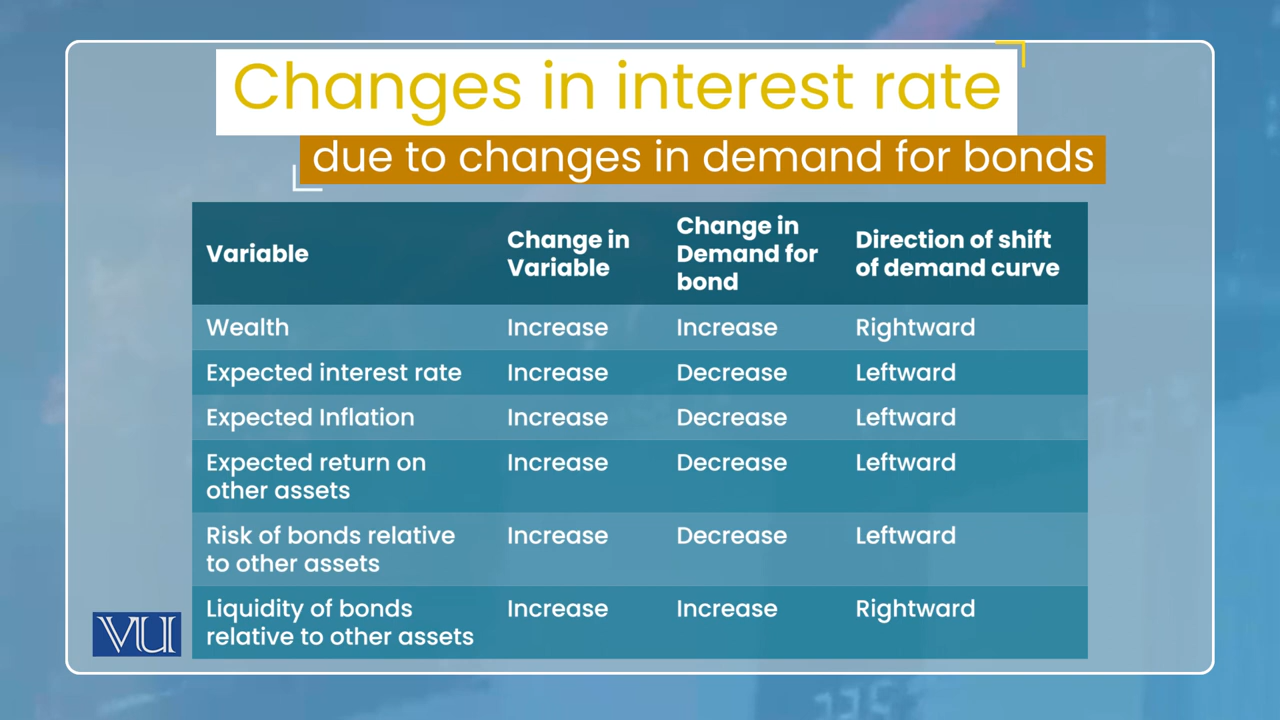 Changes in interest rate
due to changes in demand for bonds
Variable
Change in
Variable
Change in
Demand for
bond
Direction of shift
of demand curve
Wealth Increase Increase Rightward
Expected interest rate Increase Decrease Leftward
Expected Inflation Increase Decrease Leftward
Expected return on
other assets
Increase Decrease Leftward
Risk of bonds relative
to other assets
Increase Decrease Leftward
Liquidity of bonds
relative to other assets
Increase Increase Rightward
VU